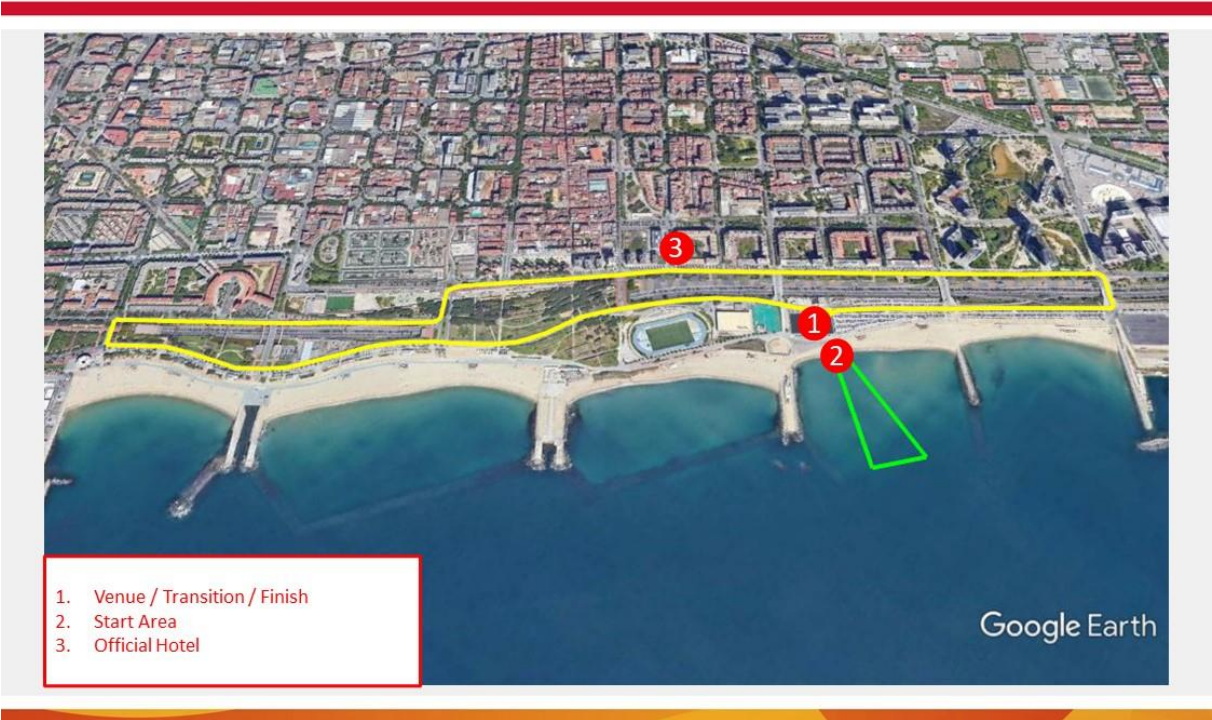 3
1
2
1. Venue / Transition / Finish
2. Start Area
3. Official Hotel
Google Earth